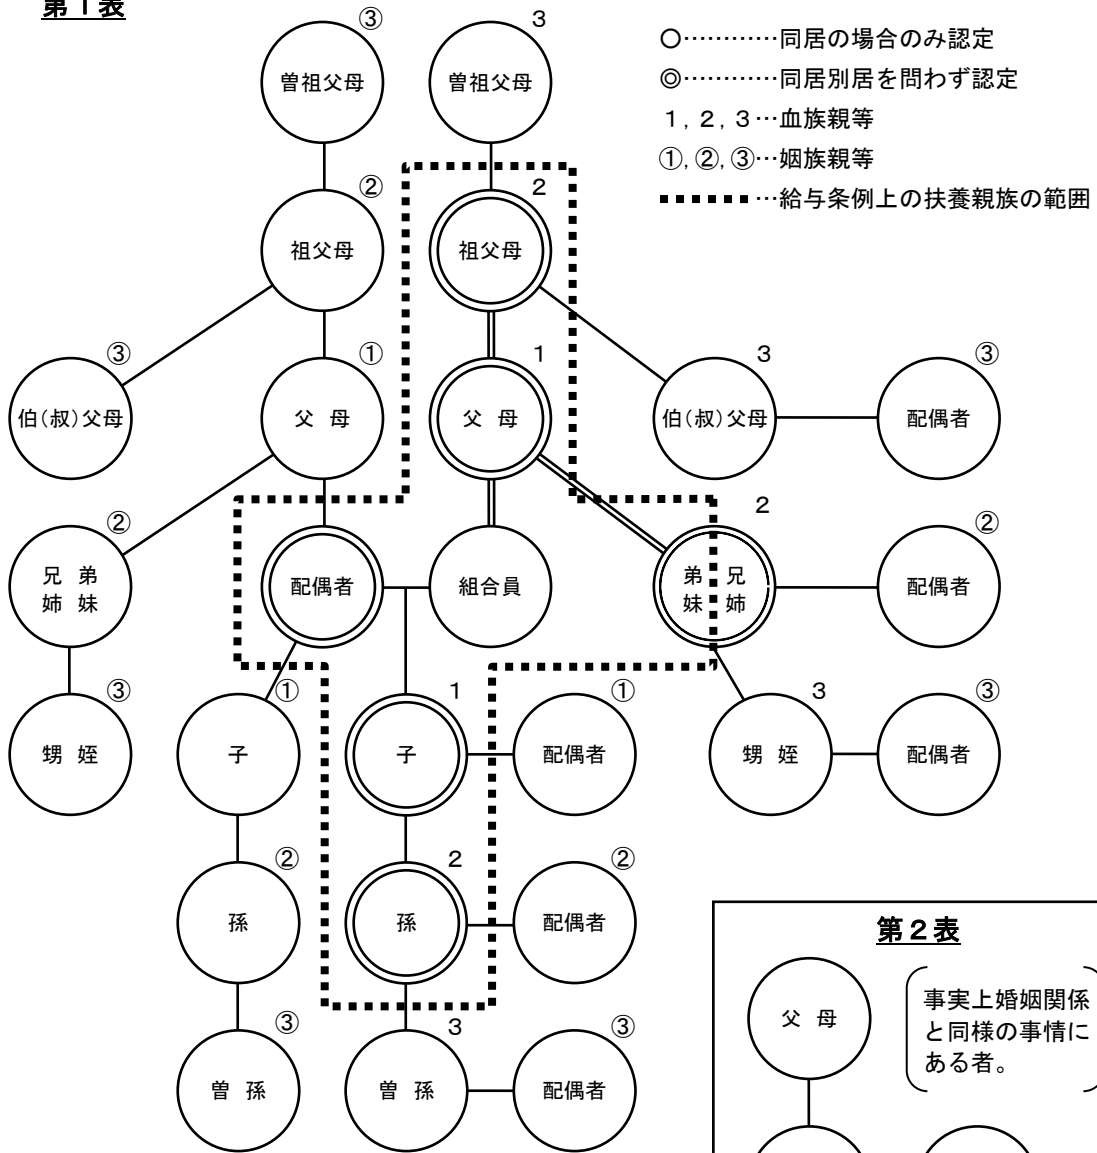 第1表
③
3
曽祖父母
曽祖父母
○…………同居の場合のみ認定
◎…………同居別居を問わず認定
1, 2, 3…血族親等
①, ②, ③…姻族親等
…給与条例上の扶養親族の範囲
②
2
祖父母
祖父母
③
①
1
3
③
伯(叔)父母
父 母
父 母
伯(叔)父母
配偶者
②
2
②
兄 弟
姉 妹
配偶者
組合員
弟 兄
妹 姉
配偶者
③
①
1
①
3
③
甥 姪
子
子
配偶者
甥 姪
配偶者
②
2
②
孫
孫
配偶者
③
3
③
曽 孫
曽 孫
配偶者
第2表
父 母
事実上婚姻関係
と同様の事情に
ある者。